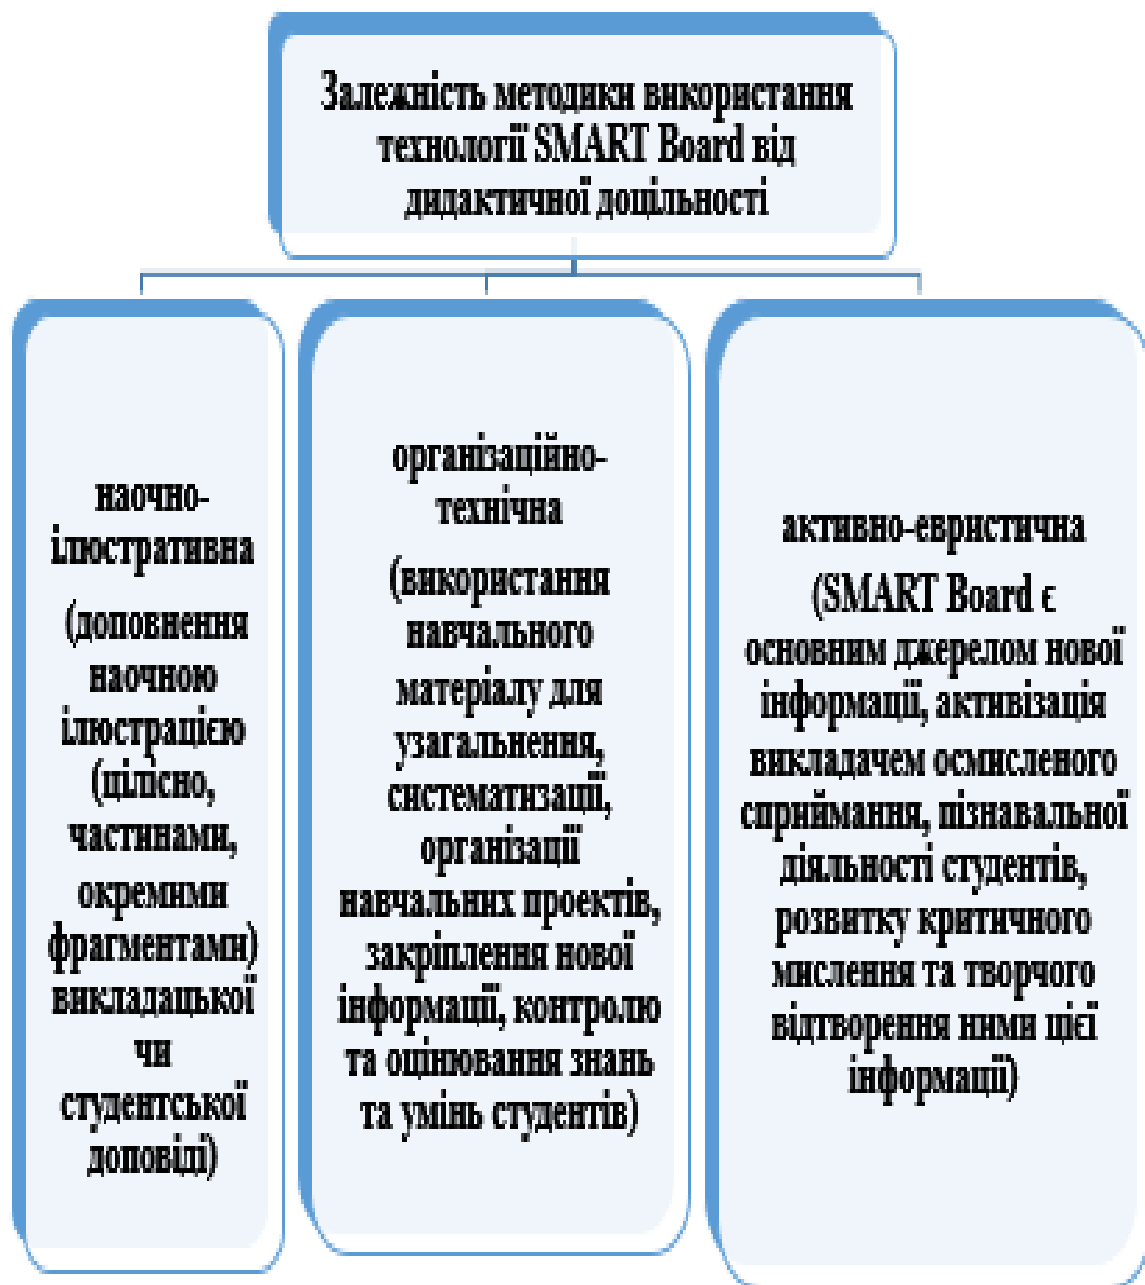 Залежність методики використання
технології SMART Board від
дидактичної доцільності
наочно-
ілюстративна
(доповнення
наочною
ілюстрацією
(цілісно,
частинами,
окремими
фрагментами)
викладацької
чи
студентської
доповіді)
організаційно-
технічна
(використання
навчального
матеріалу для
узагальнення,
систематизації,
організації
навчальних проектів,
закріплення нової
інформації, контролю
та оцінювання знань
та умінь студентів)
активно-евристична
(SMART Board є
основним джерелом нової
інформації, активізація
викладачем осмисленого
сприймання, пізнавальної
діяльності студентів,
розвитку критичного
мислення та творчого
відтворення ними цієї
інформації)